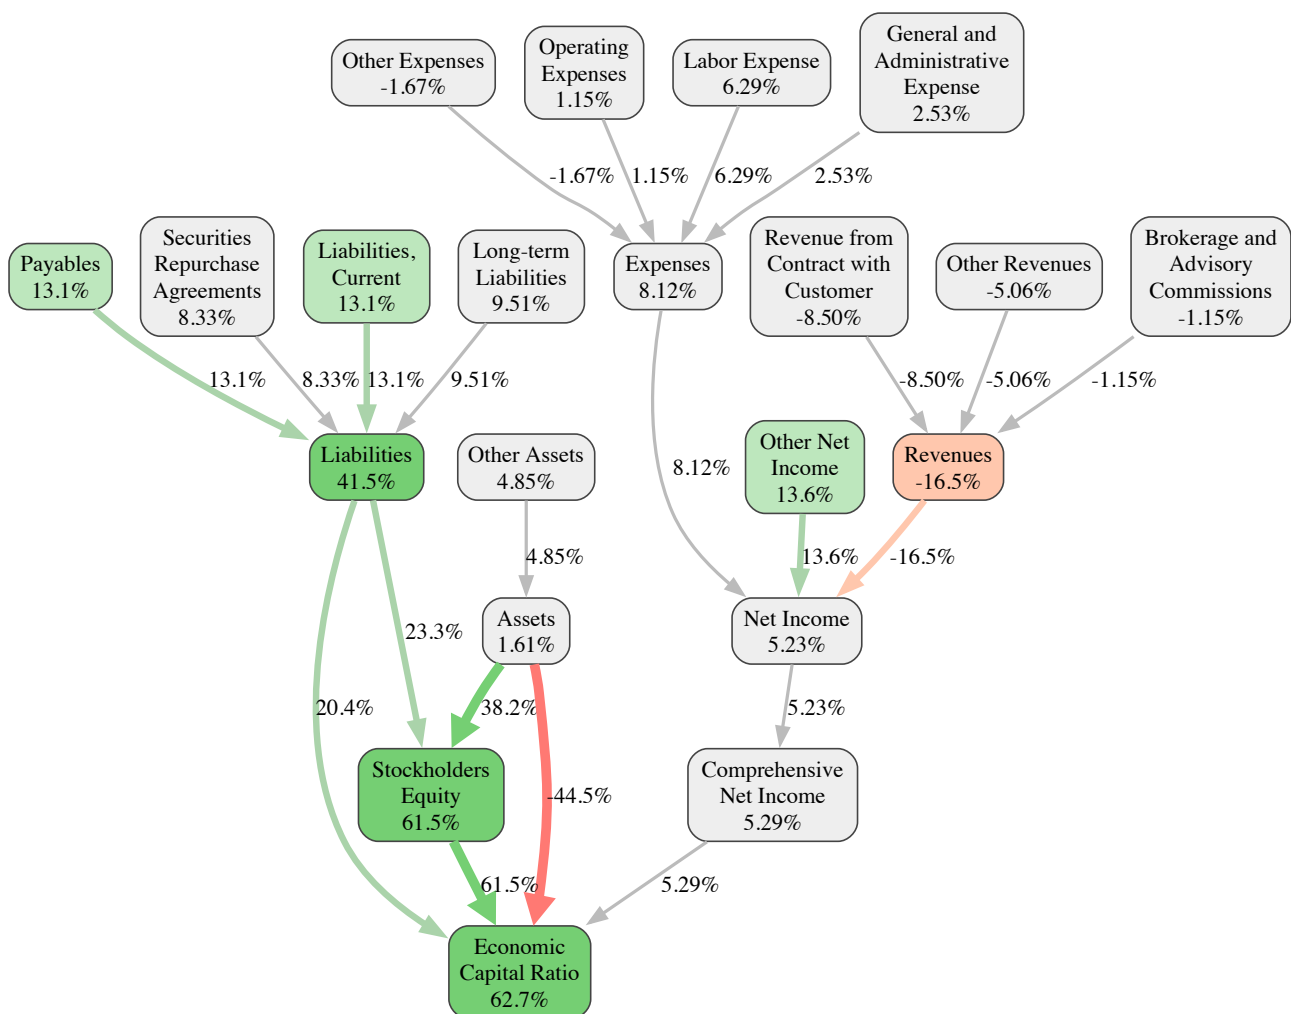 Other Expenses
-1.67%
Operating
Expenses
1.15%
Labor Expense
6.29%
General and
Administrative
Expense
2.53%
-1.67%
1.15%
6.29%
2.53%
Payables
13.1%
Securities
Repurchase
Agreements
8.33%
Liabilities,
Current
13.1%
Long-term
Liabilities
9.51%
Expenses
8.12%
Revenue from
Contract with
Customer
-8.50%
Other Revenues
-5.06%
Brokerage and
Advisory
Commissions
-1.15%
13.1%
8.33%
13.1%
9.51%
-8.50%
-5.06%
-1.15%
Liabilities
41.5%
Other Assets
4.85%
8.12%
Other Net
Income
13.6%
Revenues
-16.5%
4.85%
13.6%
-16.5%
23.3%
Assets
1.61%
Net Income
5.23%
20.4%
38.2%
5.23%
Stockholders
Equity
61.5%
-44.5%
Comprehensive
Net Income
5.29%
61.5%
5.29%
Economic
Capital Ratio
62.7%